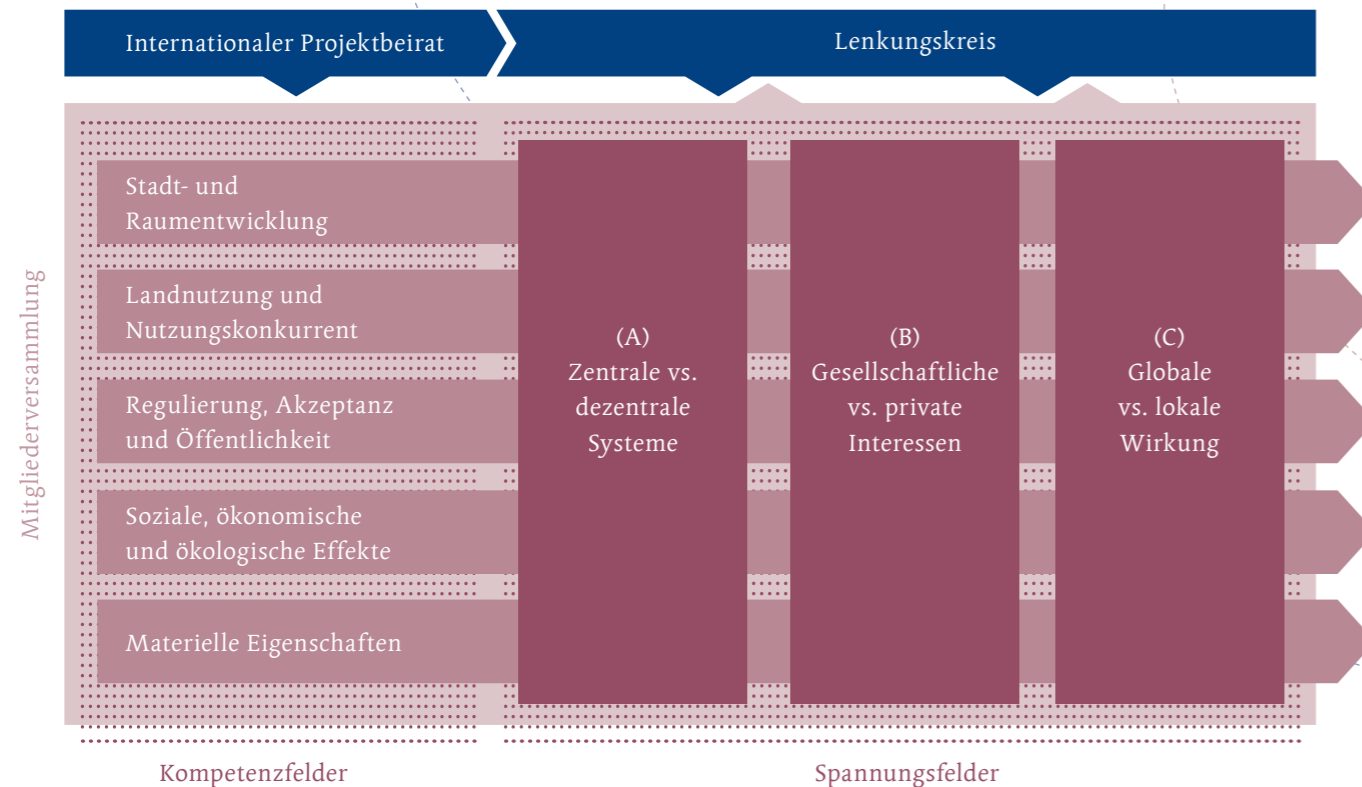 Internationaler Projektbeirat
Lenkungskreis
Mitgliederversammlung
Stadt- und
Raumentwicklung
Landnutzung und
Nutzungskonkurrent
Regulierung, Akzeptanz
und Öffentlichkeit
Soziale, ökonomische
und ökologische Effekte
Materielle Eigenschaften
(A)
Zentrale vs.
dezentrale
Systeme
(B)
Gesellschaftliche
vs. private
Interessen
(C)
Globale
vs. lokale
Wirkung
Kompetenzfelder
Spannungsfelder